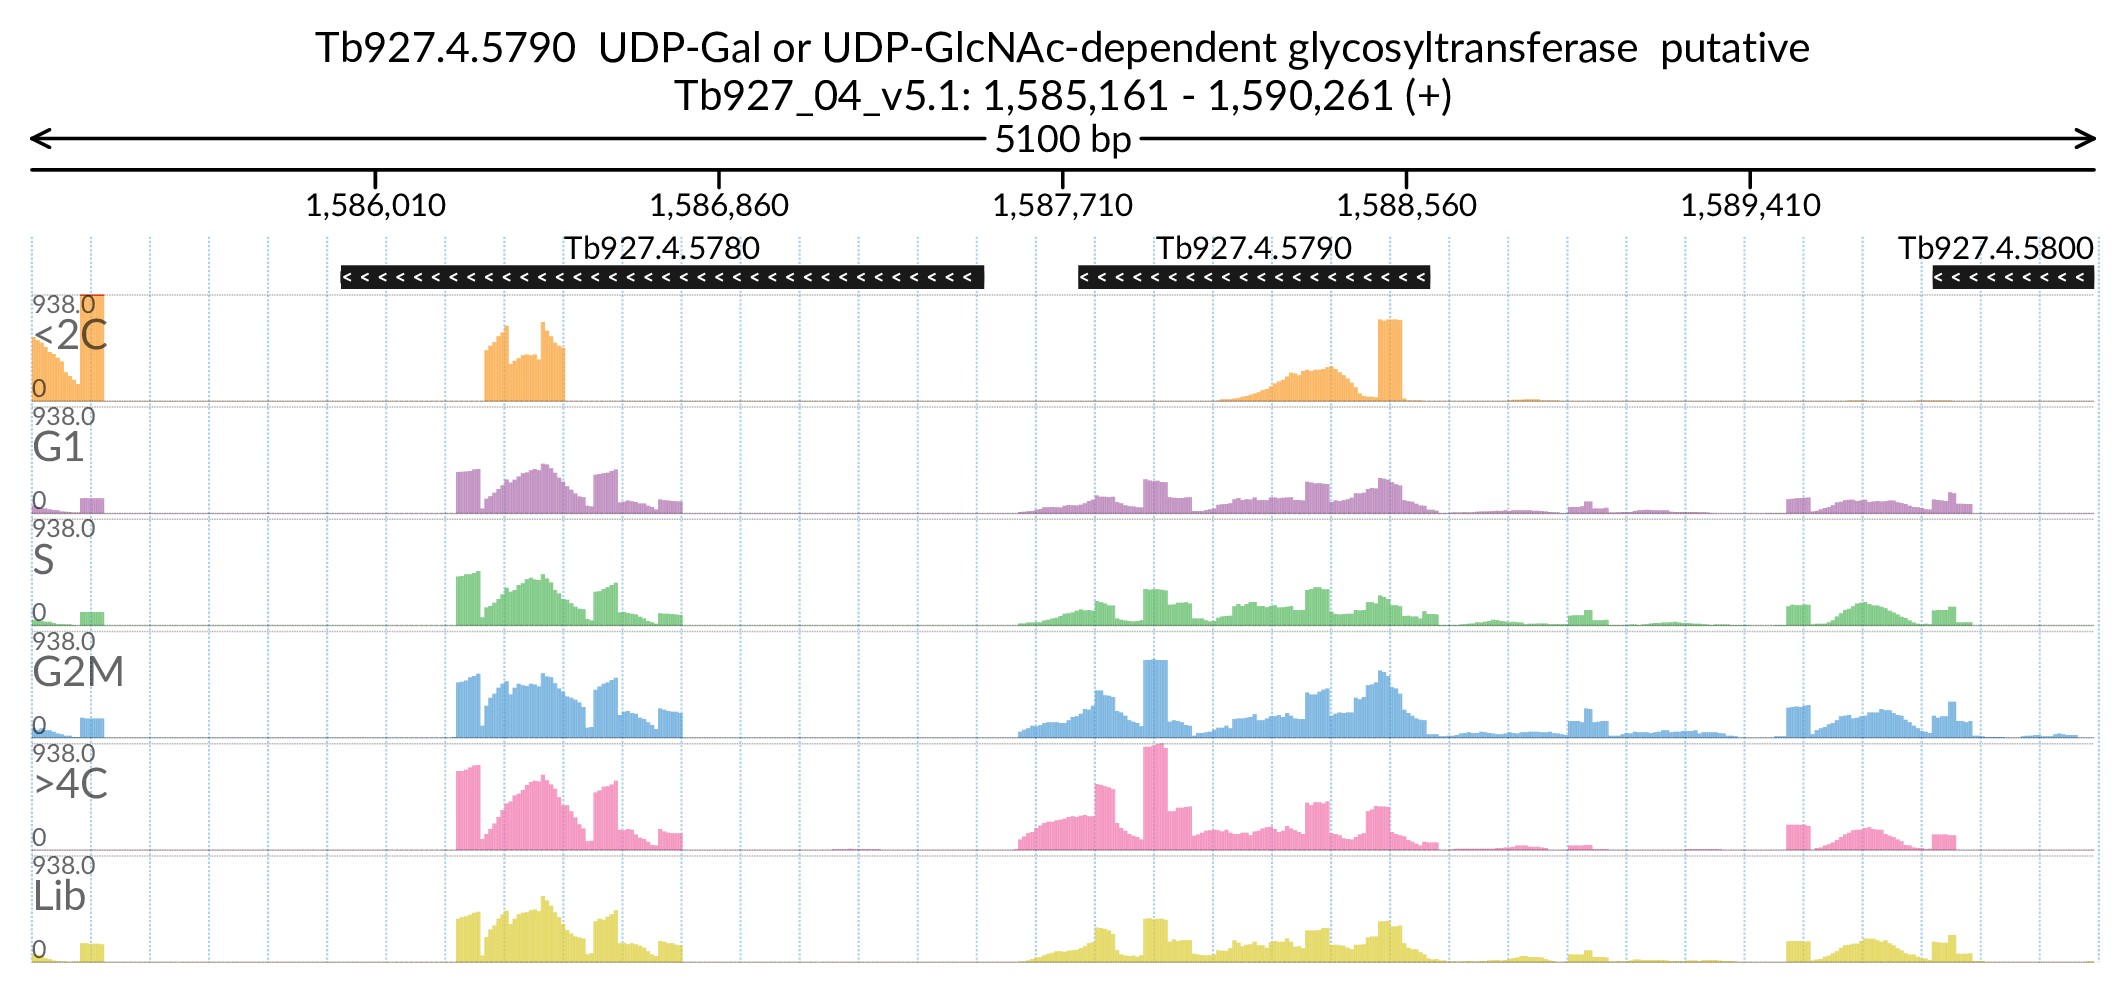 Tb927.4.5790  UDP-Gal or UDP-GlcNAc-dependent glycosyltransferase  putative
Tb927_04_v5.1: 1,585,161 - 1,590,261 (+)
5100 bp
1,586,010 1,586,860 1,587,710 1,588,560 1,589,410
Tb927.4.5780 Tb927.4.5790 Tb927.4.5800
938.0
<2C
0
938.0
G1
0
938.0
S
0
938.0
G2M
0
938.0
>4C
0
938.0
Lib
0